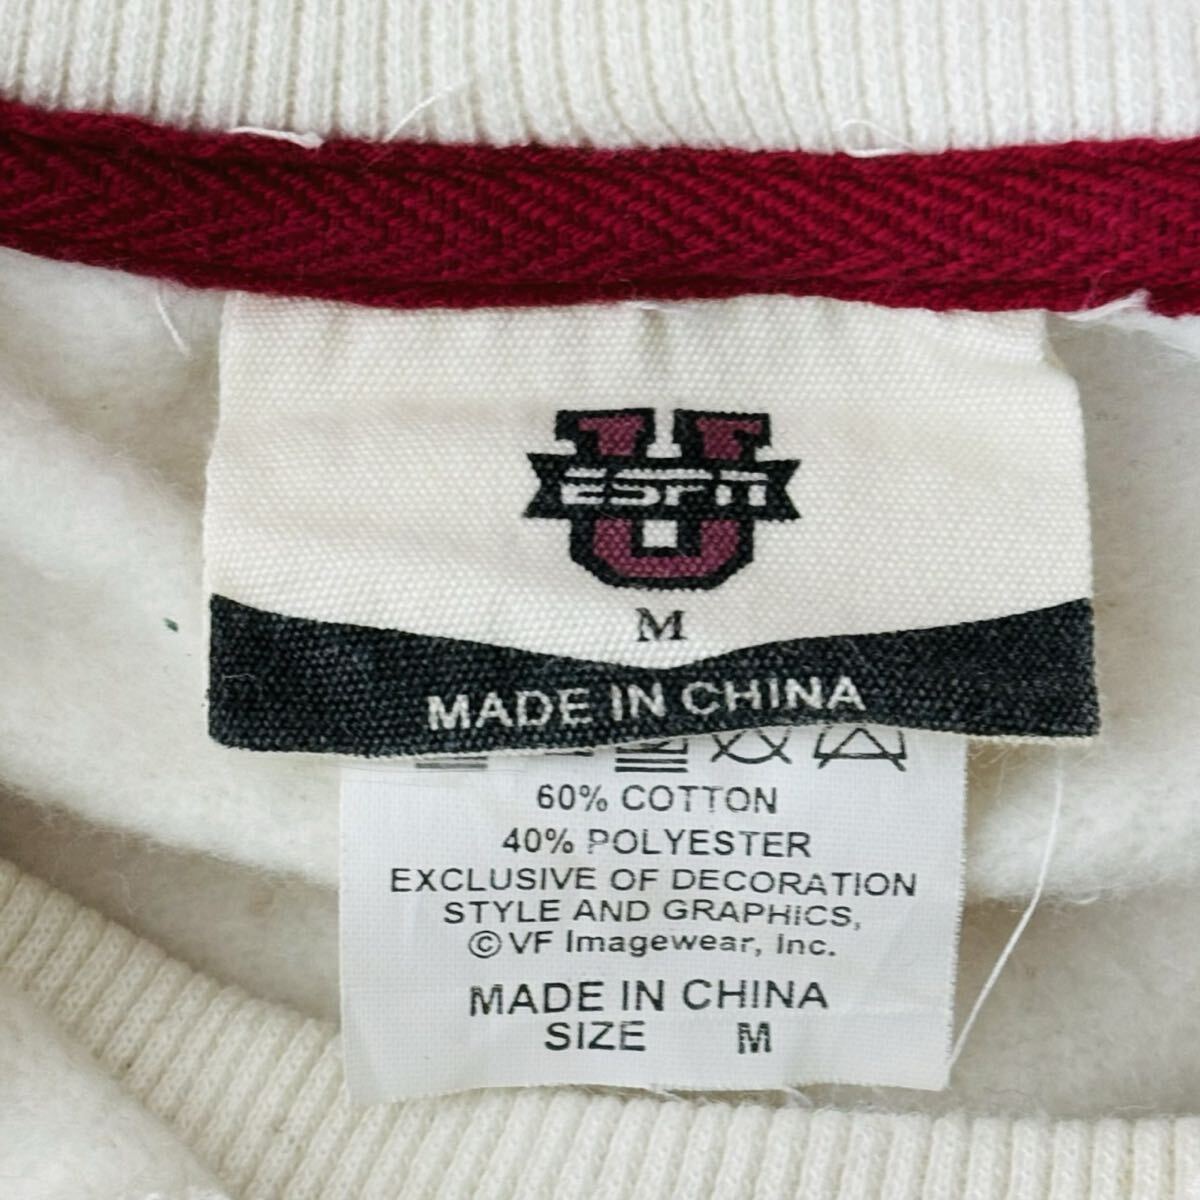 U
ESPN
M
MADE IN CHINA
60% COTTON
40% POLYESTER
EXCLUSIVE OF DECORATION
STYLE AND GRAPHICS,
© VF Imagewear, Inc.
MADE IN CHINA
SIZE M